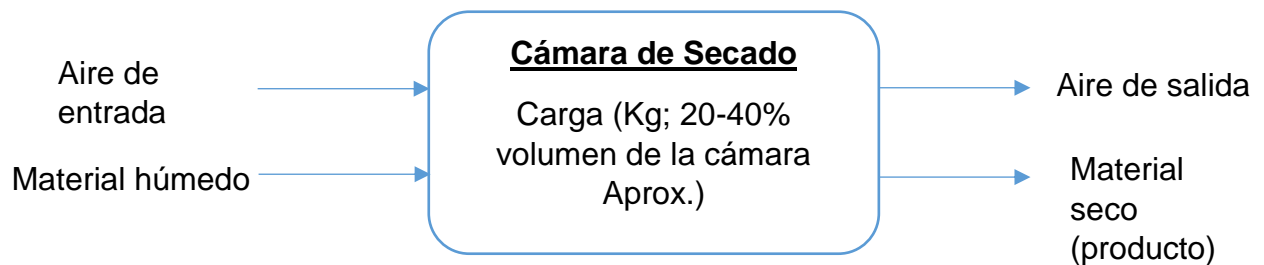 Cámara de Secado
Carga (Kg; 20-40%
volumen de la cámara
Aprox.)
Aire de
entrada
Material húmedo
Aire de salida
Material
seco
(producto)